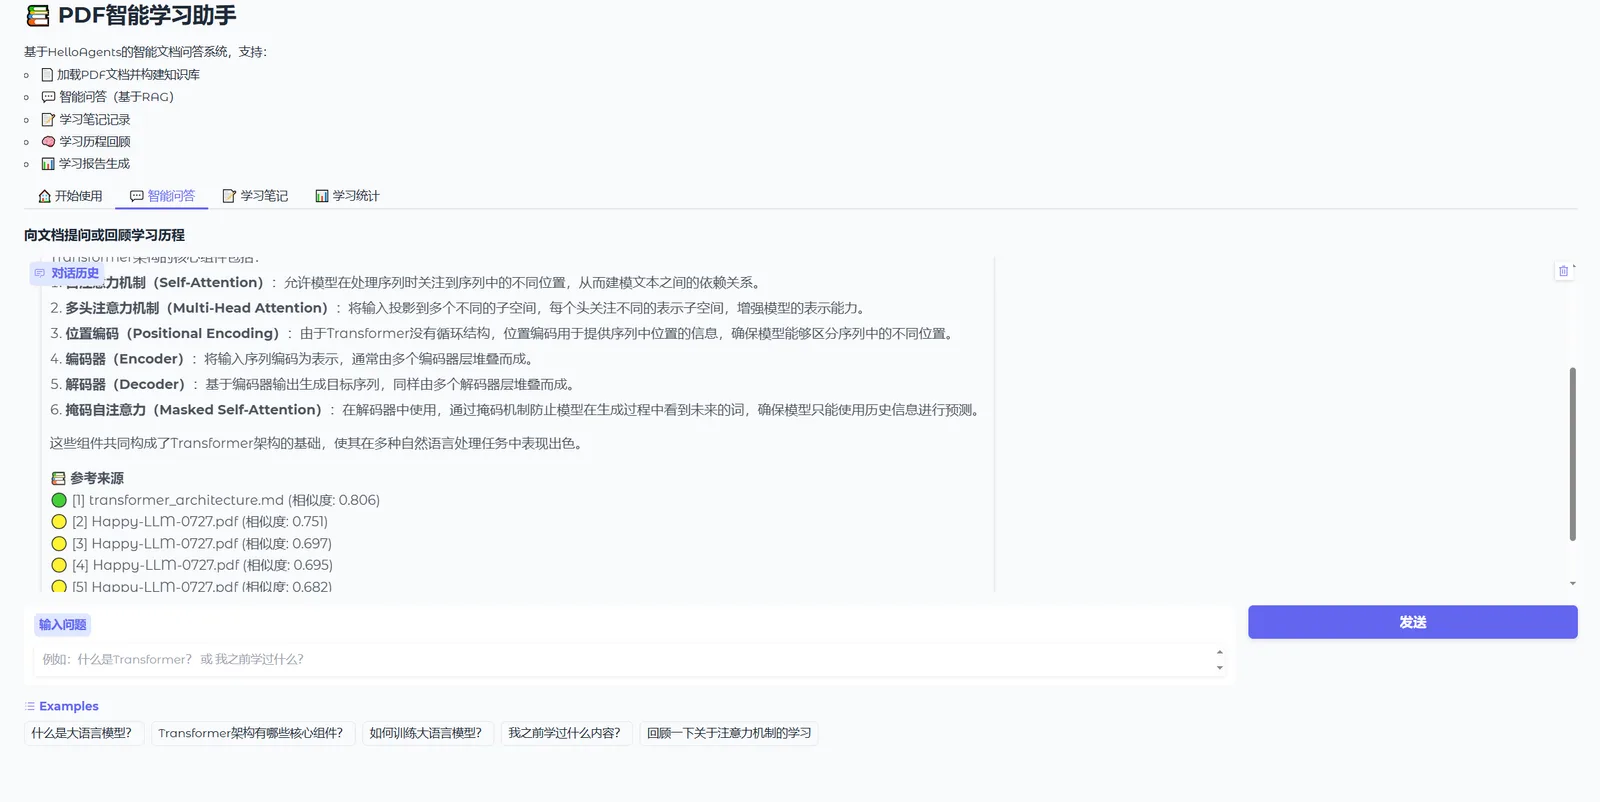 PDF智能学习助手
基于HelloAgents的智能文档问答系统，支持：
加载PDF文档并构建知识库
智能问答（基于RAG）
学习笔记记录
学习历程回顾
学习报告生成
开始使用
智能问答
学习笔记
学习统计
向文档提问或回顾学习历程
对话历史
Transformer架构的核心组件包括：
1. 自注意力机制（Self-Attention）：允许模型在处理序列时关注到序列中的不同位置，从而建模文本之间的依赖关系。
2. 多头注意力机制（Multi-Head Attention）：将输入投影到多个不同的子空间，每个头关注不同的表示子空间，增强模型的表示能力。
3. 位置编码（Positional Encoding）：由于Transformer没有循环结构，位置编码用于提供序列中位置的信息，确保模型能够区分序列中的不同位置。
4. 编码器（Encoder）：将输入序列编码为表示，通常由多个编码器层堆叠而成。
5. 解码器（Decoder）：基于编码器输出生成目标序列，同样由多个解码器层堆叠而成。
6. 掩码自注意力（Masked Self-Attention）：在解码器中使用，通过掩码机制防止模型在生成过程中看到未来的词，确保模型只能使用历史信息进行预测。
这些组件共同构成了Transformer架构的基础，使其在多种自然语言处理任务中表现出色。
参考来源
[1] transformer_architecture.md (相似度: 0.806)
[2] Happy-LLM-0727.pdf (相似度: 0.751)
[3] Happy-LLM-0727.pdf (相似度: 0.697)
[4] Happy-LLM-0727.pdf (相似度: 0.695)
[5] Happy-LLM-0727.pdf (相似度: 0.682)
输入问题
例如：什么是Transformer？ 或 我之前学过什么？
发送
Examples
什么是大语言模型？
Transformer架构有哪些核心组件？
如何训练大语言模型？
我之前学过什么内容？
回顾一下关于注意力机制的学习